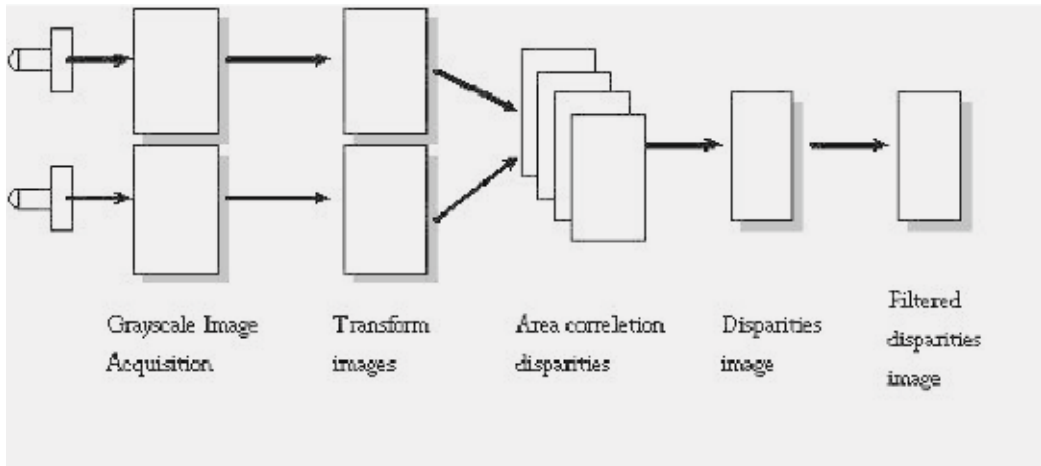 Grayscale Image
Acquisition
Transform
images
Area correletion
disparities
Disparities
image
Filtered
disparities
image